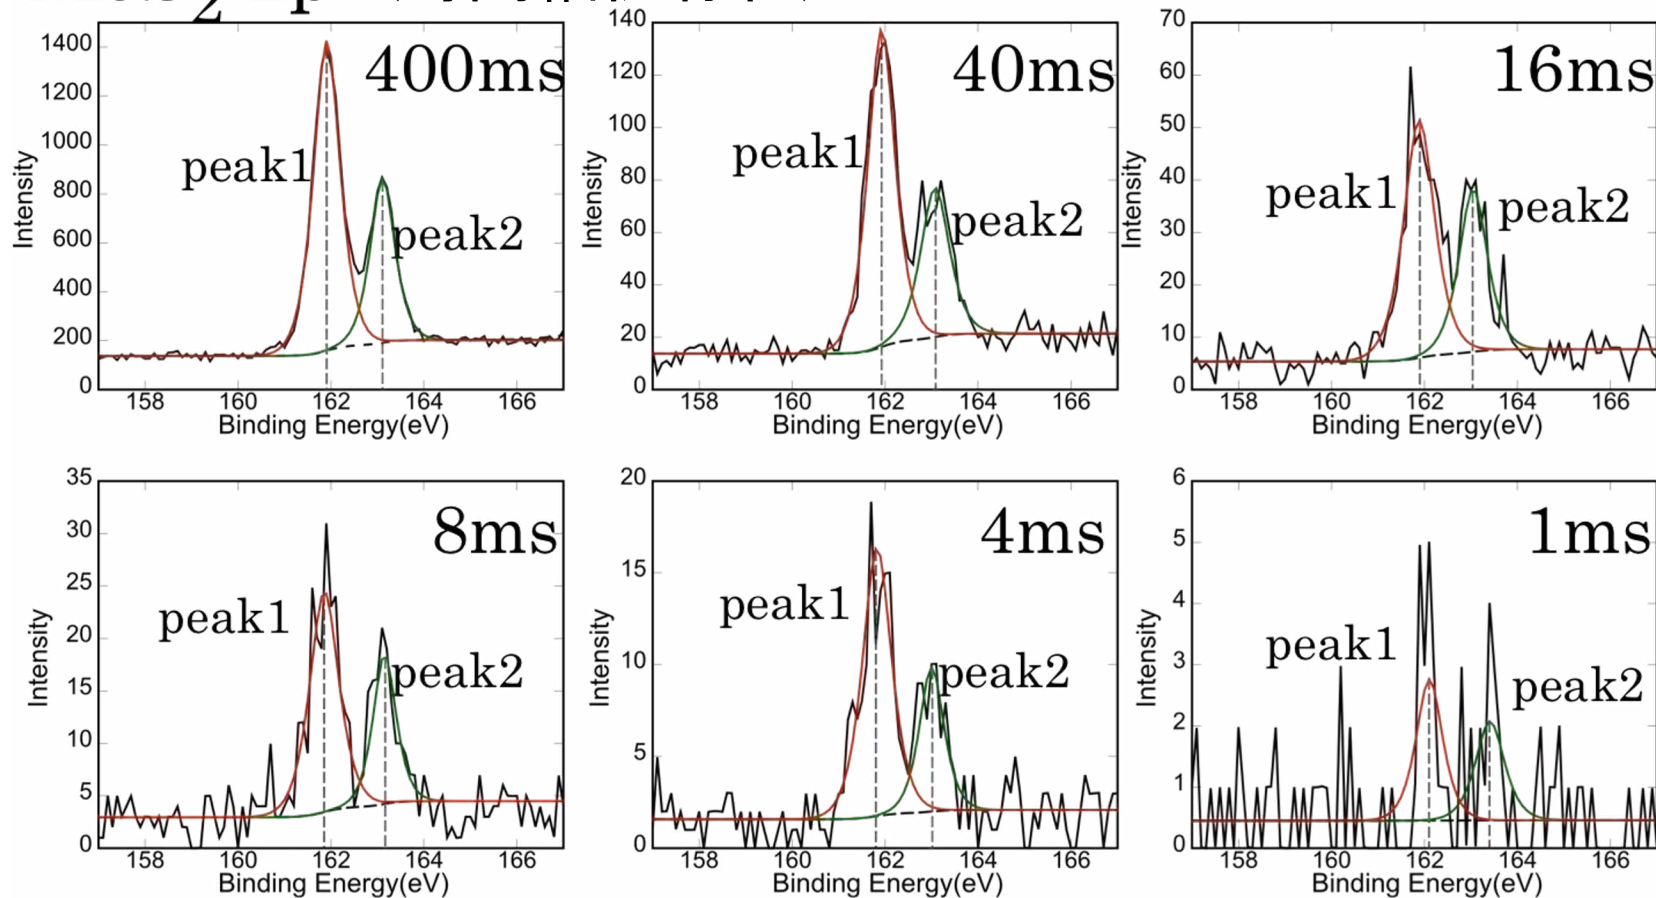 400ms
1400
1200
1000
800
600
400
200
0
peak1
peak2
Intensity
158 160 162 164 166
Binding Energy(eV)
40ms
140
120
100
80
60
40
20
0
peak1
peak2
Intensity
158 160 162 164 166
Binding Energy(eV)
16ms
70
60
50
40
30
20
10
0
peak1
peak2
Intensity
158 160 162 164 166
Binding Energy(eV)
8ms
35
30
25
20
15
10
5
0
peak1
peak2
Intensity
158 160 162 164 166
Binding Energy(eV)
4ms
20
15
10
5
0
peak1
peak2
Intensity
158 160 162 164 166
Binding Energy(eV)
1ms
6
5
4
3
2
1
0
peak1
peak2
Intensity
158 160 162 164 166
Binding Energy(eV)